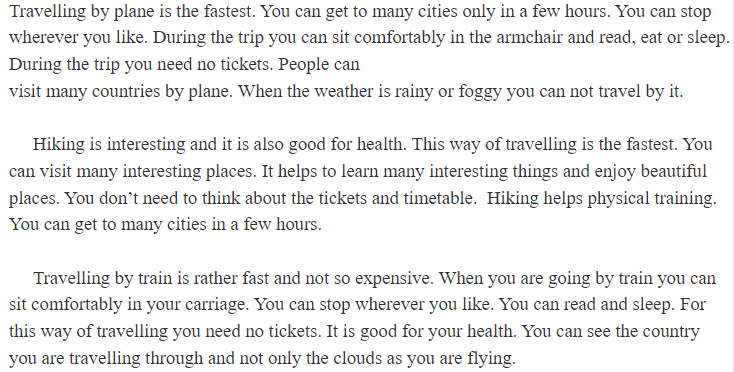 Travelling by plane is the fastest. You can get to many cities only in a few hours. You can stop
wherever you like. During the trip you can sit comfortably in the armchair and read, eat or sleep.
During the trip you need no tickets. People can
visit many countries by plane. When the weather is rainy or foggy you can not travel by it.
Hiking is interesting and it is also good for health. This way of travelling is the fastest. You
can visit many interesting places. It helps to learn many interesting things and enjoy beautiful
places. You don’t need to think about the tickets and timetable.  Hiking helps physical training.
You can get to many cities in a few hours.
Travelling by train is rather fast and not so expensive. When you are going by train you can
sit comfortably in your carriage. You can stop wherever you like. You can read and sleep. For
this way of travelling you need no tickets. It is good for your health. You can see the country
you are travelling through and not only the clouds as you are flying.